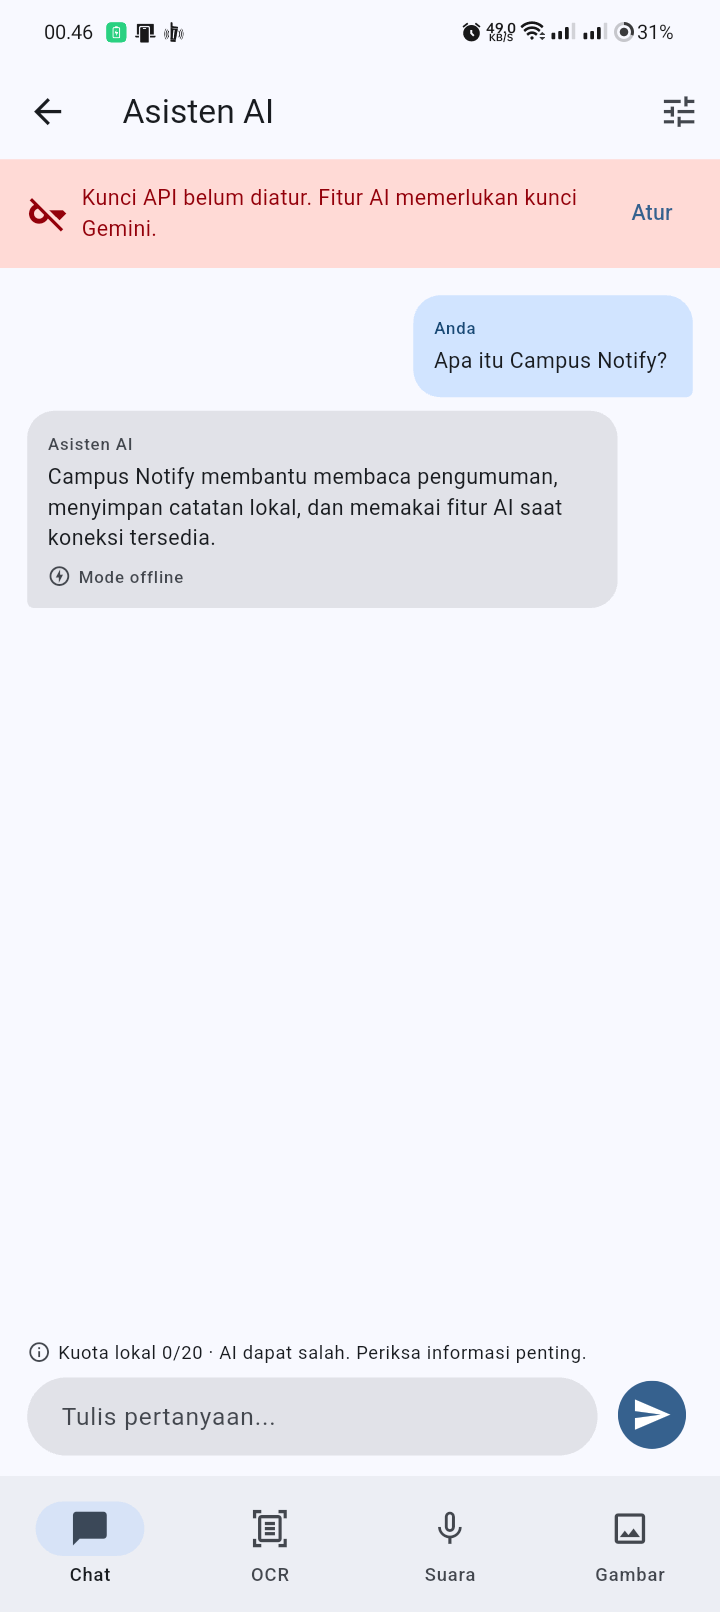 00.46
49.0
KB/S
31%
Asisten AI
Kunci API belum diatur. Fitur AI memerlukan kunci
Gemini.
Atur
Anda
Apa itu Campus Notify?
Asisten AI
Campus Notify membantu membaca pengumuman,
menyimpan catatan lokal, dan memakai fitur AI saat
koneksi tersedia.
Mode offline
Kuota lokal 0/20 · AI dapat salah. Periksa informasi penting.
Tulis pertanyaan...
Chat
OCR
Suara
Gambar